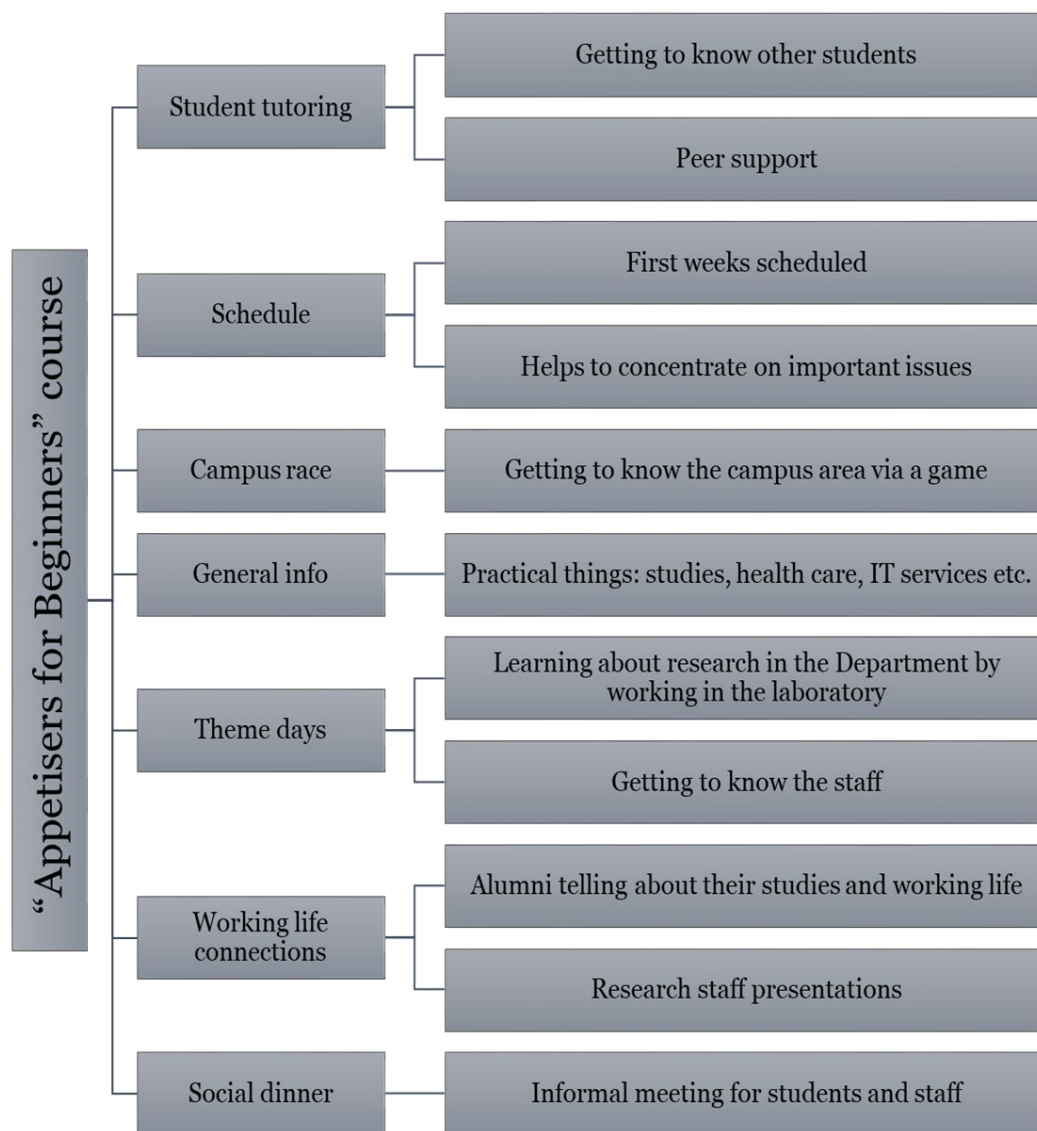 “Appetisers for Beginners” course
Student tutoring
Getting to know other students
Peer support
Schedule
First weeks scheduled
Helps to concentrate on important issues
Campus race
Getting to know the campus area via a game
General info
Practical things: studies, health care, IT services etc.
Theme days
Learning about research in the Department by
working in the laboratory
Getting to know the staff
Working life
connections
Alumni telling about their studies and working life
Research staff presentations
Social dinner
Informal meeting for students and staff